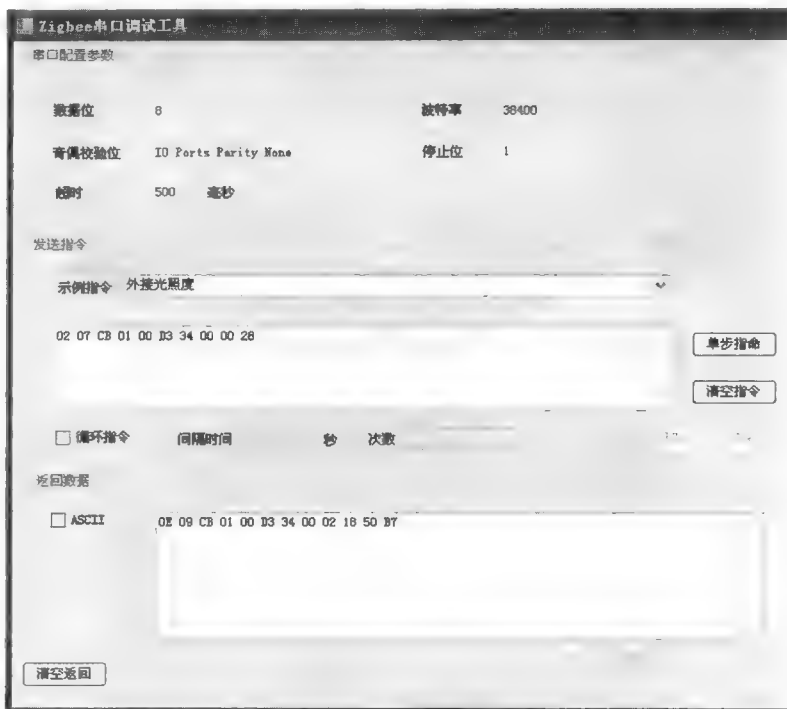 Zigbee串口调试工具
串口配置参数
数据位 8 波特率 38400
奇偶校验位 IO Ports Parity None 停止位 1
超时 500 毫秒
发送指令
示例指令 外接光照度
02 07 CB 01 00 D3 34 00 00 28
单步指命
清空指令
循环指令 间隔时间 秒 次数
返回数据
ASCII 0E 09 CB 01 00 D3 34 00 02 18 50 B7
清空返回